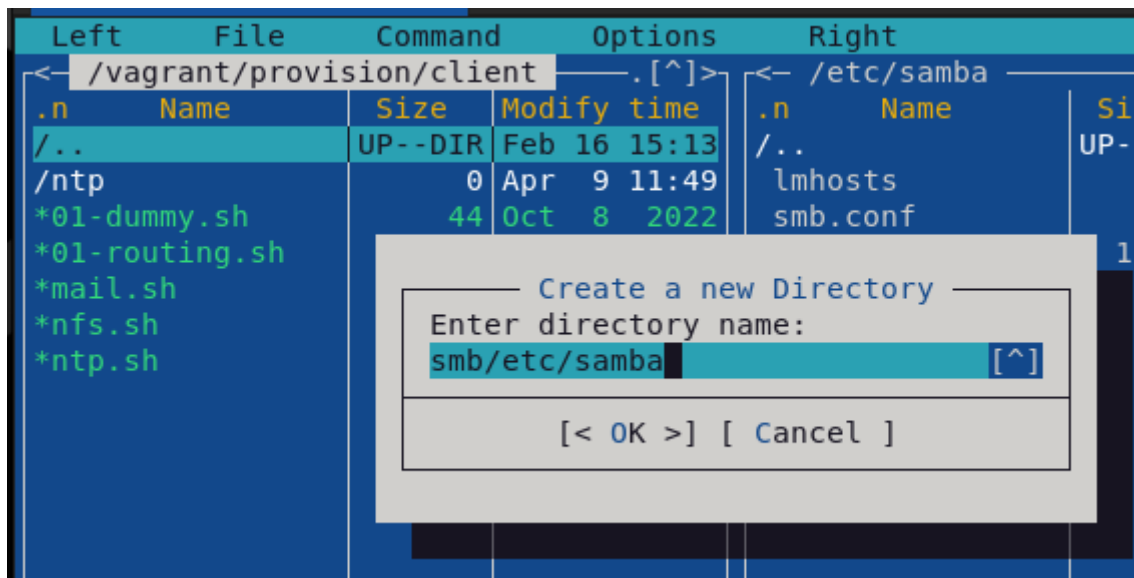 Left File Command Options Right
<─ /vagrant/provision/client ─.[^]> <─ /etc/samba
.n Name Size Modify time .n Name Si
/.. UP--DIR Feb 16 15:13 /.. UP-
/ntp 0 Apr 9 11:49 lmhosts
*01-dummy.sh 44 Oct 8 2022 smb.conf
*01-routing.sh 1
*mail.sh Create a new Directory
*nfs.sh Enter directory name:
*ntp.sh smb/etc/samba [^]
[< OK >] [ Cancel ]